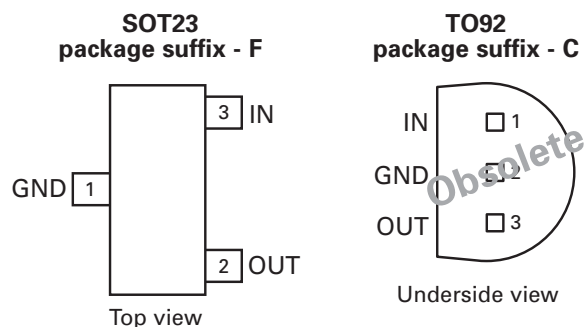 SOT23
package suffix - F
3 IN
GND 1
2 OUT
Top view
TO92
package suffix - C
IN 1
GND 2
OUT 3
Obsolete
Underside view